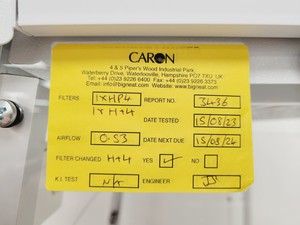 CARON
4 & 5 Piper's Wood Industrial Park
Waterberry Drive, Waterlooville, Hampshire PO7 7XU. UK
Tel: +44 (0)23 9226 6400 Fax: +44 (0)23 9226 3373
Email: info@bigneat.com Website: www.bigneat.com
FILTERS 1XHP4 REPORT NO. 3436
1X H14
DATE TESTED 15/08/23
AIRFLOW 0.53 DATE NEXT DUE 15/08/24
FILTER CHANGED H14 YES ✓ NO
K.I. TEST N/A ENGINEER